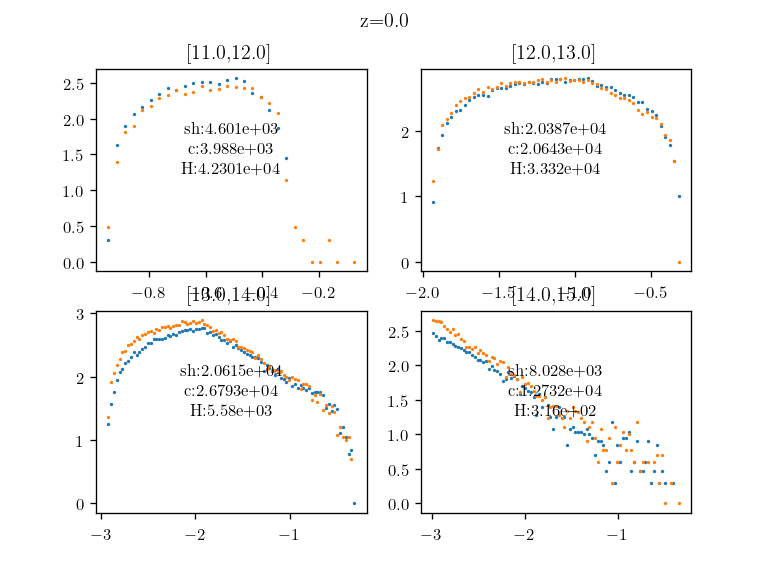 z=0.0
[11.0,12.0]
[12.0,13.0]
2.5
2.0
1.5
1.0
0.5
0.0
sh:4.601e+03
c:3.988e+03
H:4.2301e+04
−0.8
−0.6
−0.4
−0.2
2
1
0
sh:2.0387e+04
c:2.0643e+04
H:3.332e+04
−2.0
−1.5
−1.0
−0.5
[13.0,14.0]
[14.0,15.0]
3
2
1
0
sh:2.0615e+04
c:2.6793e+04
H:5.58e+03
−3
−2
−1
2.5
2.0
1.5
1.0
0.5
0.0
sh:8.028e+03
c:1.2732e+04
H:3.16e+02
−3
−2
−1